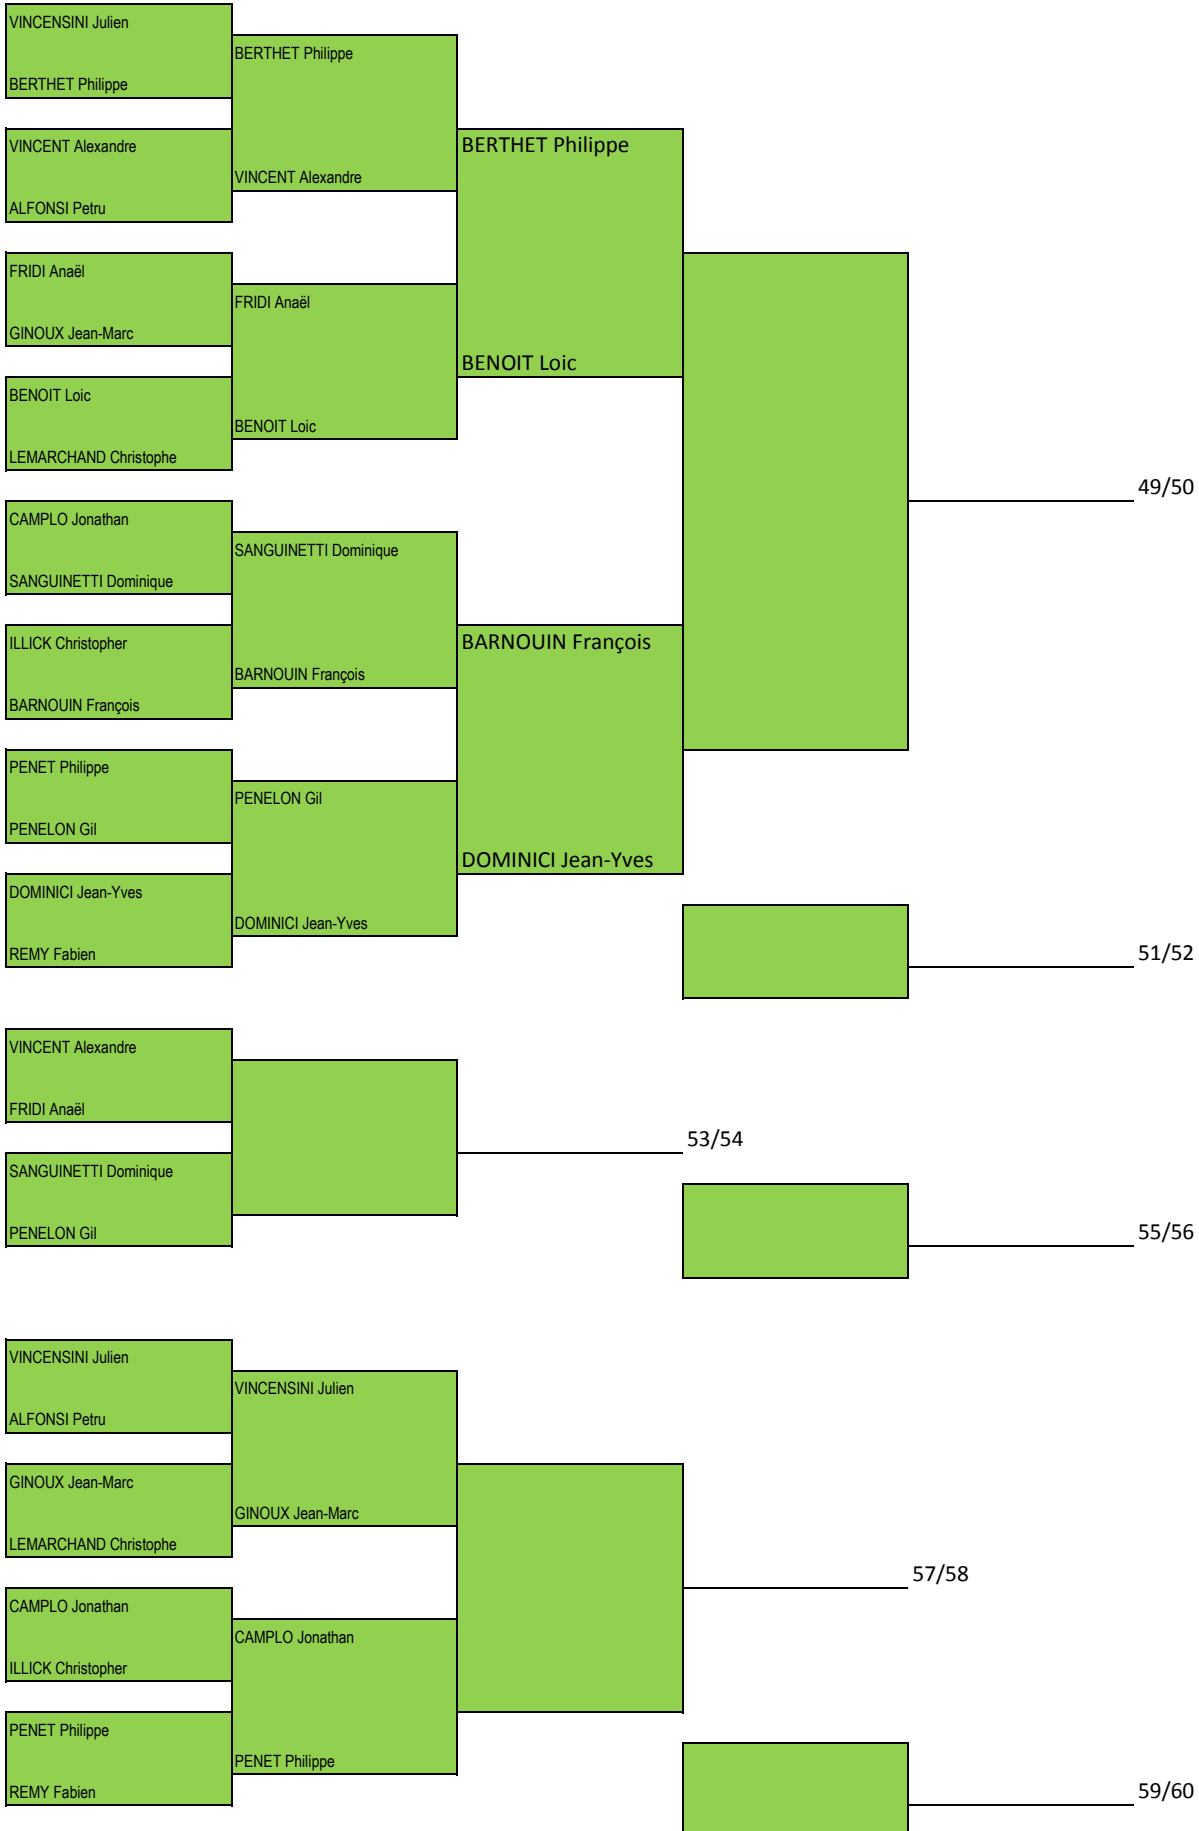 VINCENSINI Julien
BERTHET Philippe
BERTHET Philippe
VINCENT Alexandre
BERTHET Philippe
VINCENT Alexandre
ALFONSI Petru
FRIDI Anaël
FRIDI Anaël
GINOUX Jean-Marc
BENOIT Loic
BENOIT Loic
BENOIT Loic
LEMARCHAND Christophe
49/50
CAMPLO Jonathan
SANGUINETTI Dominique
SANGUINETTI Dominique
ILLICK Christopher
BARNOUIN François
BARNOUIN François
BARNOUIN François
PENET Philippe
PENELON Gil
PENELON Gil
DOMINICI Jean-Yves
DOMINICI Jean-Yves
DOMINICI Jean-Yves
REMY Fabien
51/52
VINCENT Alexandre
FRIDI Anaël
53/54
SANGUINETTI Dominique
PENELON Gil
55/56
VINCENSINI Julien
VINCENSINI Julien
ALFONSI Petru
GINOUX Jean-Marc
GINOUX Jean-Marc
LEMARCHAND Christophe
57/58
CAMPLO Jonathan
CAMPLO Jonathan
ILLICK Christopher
PENET Philippe
PENET Philippe
REMY Fabien
59/60